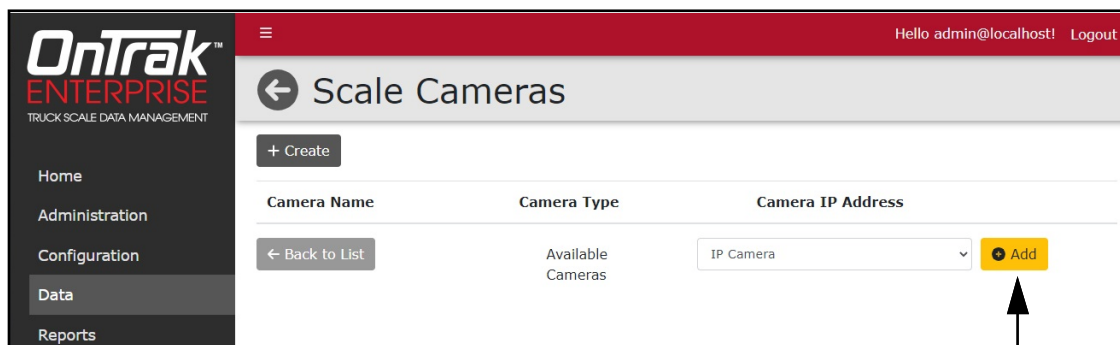 OnTrak™
ENTERPRISE
TRUCK SCALE DATA MANAGEMENT
Home
Administration
Configuration
Data
Reports
Hello admin@localhost! Logout
Scale Cameras
+ Create
Camera Name Camera Type Camera IP Address
← Back to List Available Cameras IP Camera Add